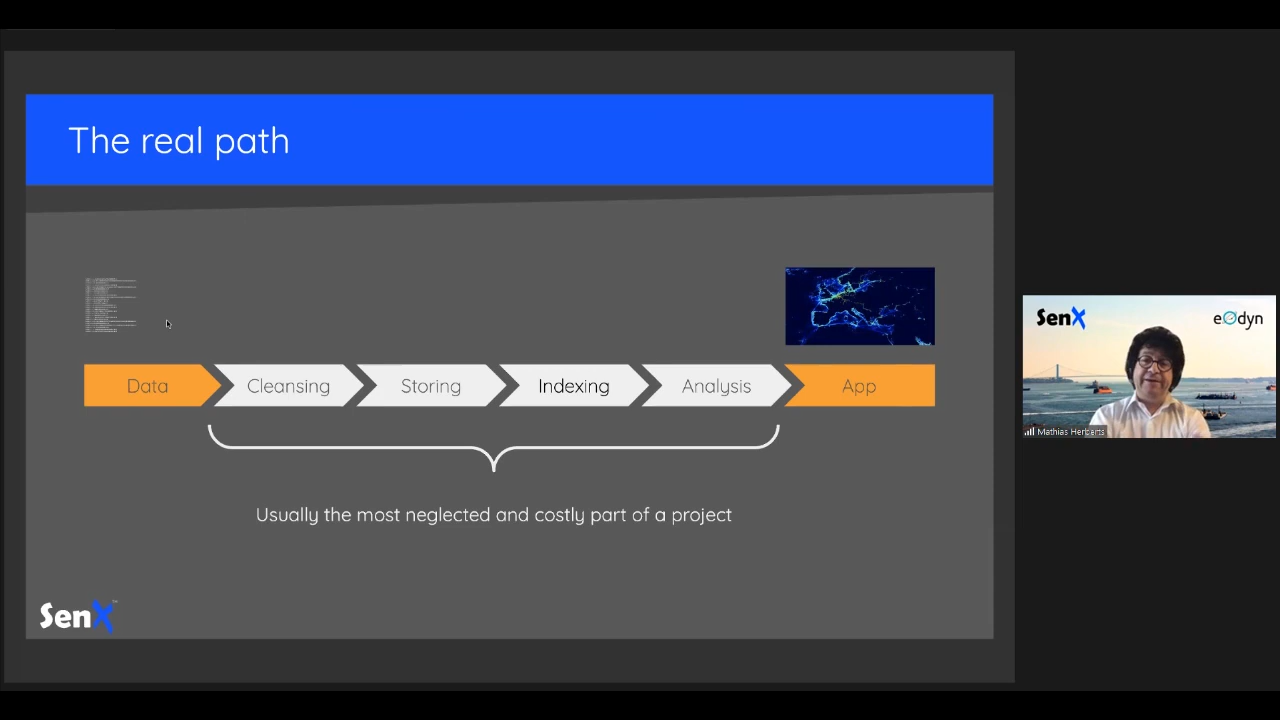 The real path
Data
Cleansing
Storing
Indexing
Analysis
App
Usually the most neglected and costly part of a project
SenX™
SenX
eodyn
Mathias Herberts